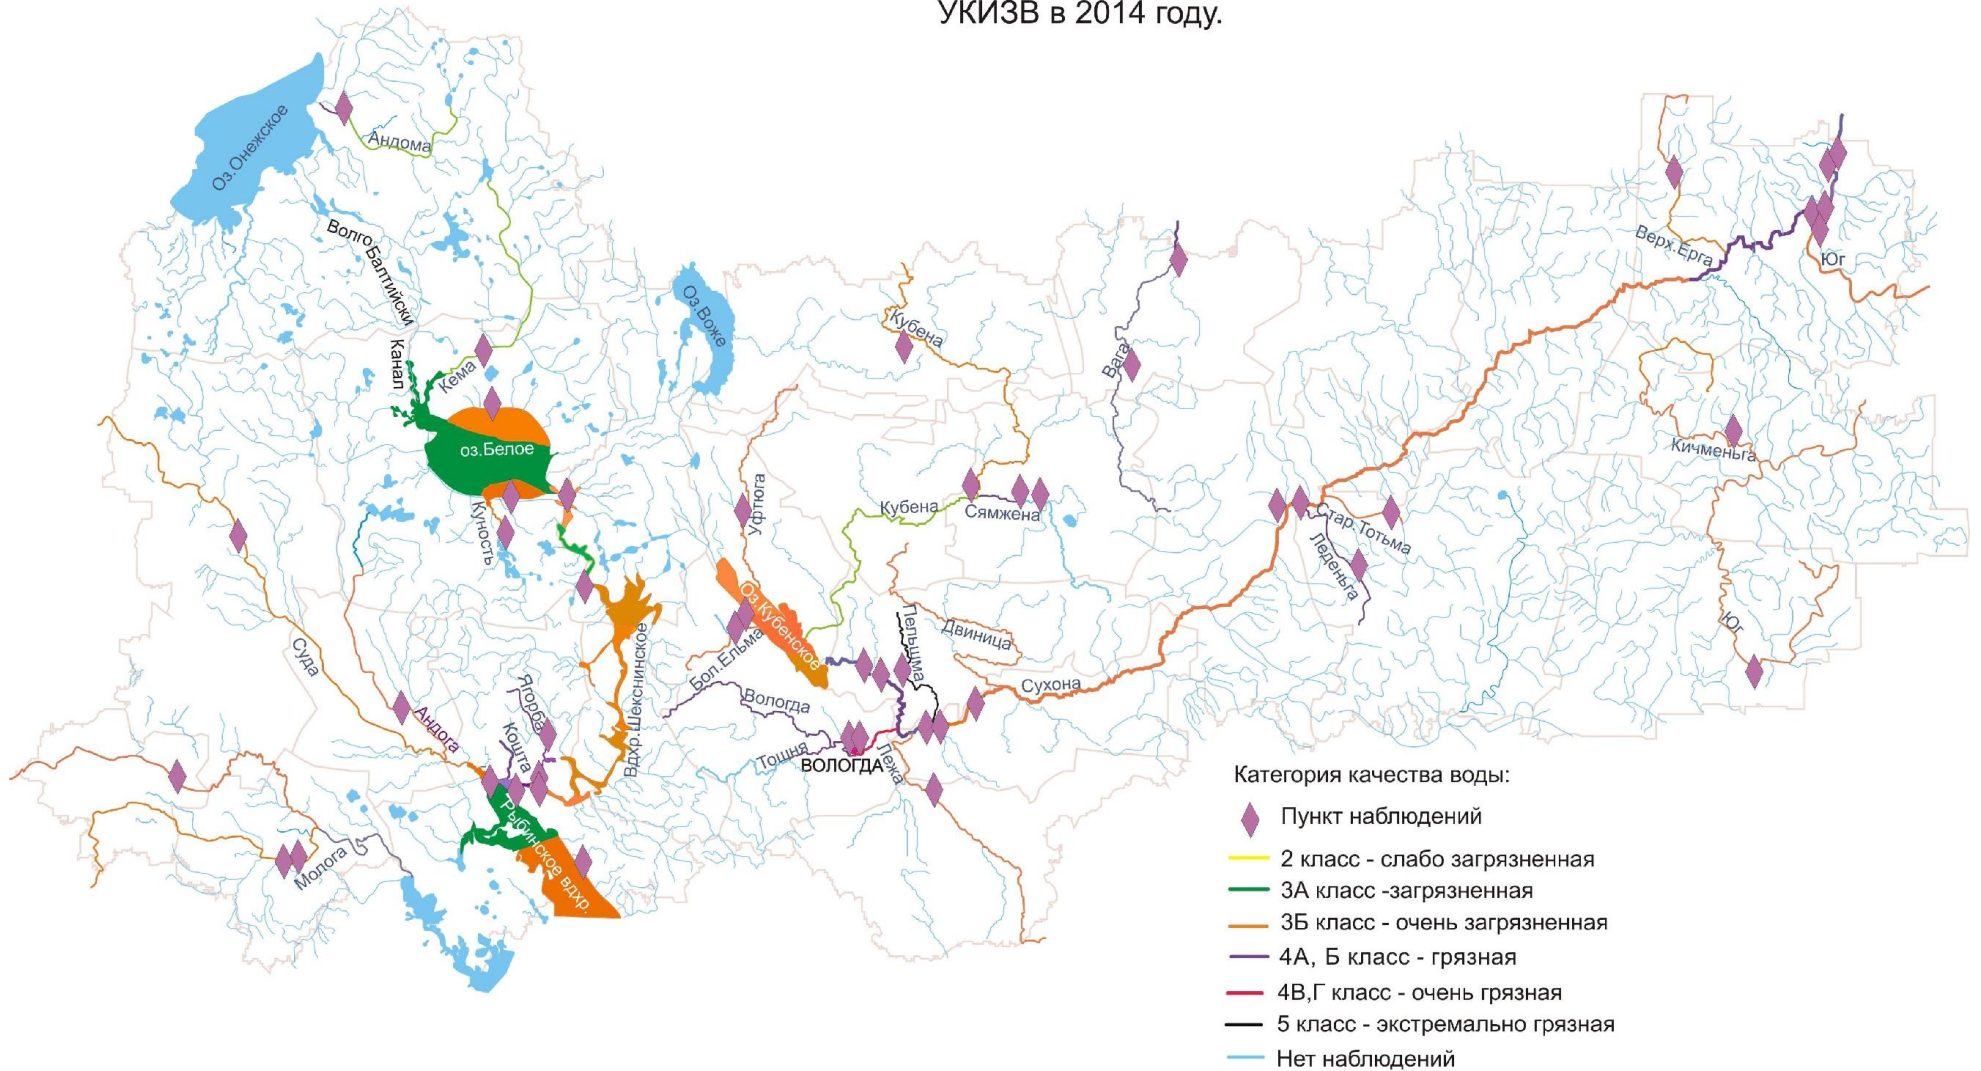 УКИЗВ в 2014 году.
Оз.Онежское
Андома
Волго
Балтийски
Канал
Кема
Оз.Воже
Кубена
Вага
Верх.Ерга
Юг
оз.Белое
Куность
Уфтюга
Кубена
Сямжена
Стар.Тотьма
Леденьга
Кичменьга
Юг
Суда
Оз.Кубенское
Бол.Ельма
Пельшма
Двиница
Сухона
Вдхр.Шекснинское
Вологда
Тошня
ВОЛОГДА
Лежа
Ягорба
Кошта
Андога
Рыбинское вдхр.
Молога
Категория качества воды:
Пункт наблюдений
2 класс - слабо загрязненная
3А класс -загрязненная
3Б класс - очень загрязненная
4А, Б класс - грязная
4В,Г класс - очень грязная
5 класс - экстремально грязная
Нет наблюдений